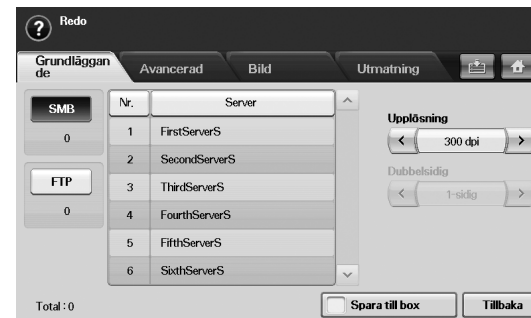 ? Redo
Grundläggan
de
Avancerad
Bild
Utmatning
SMB
0
FTP
0
Nr. Server
1 FirstServerS
2 SecondServerS
3 ThirdServerS
4 FourthServerS
5 FifthServerS
6 SixthServerS
Upplösning
< 300 dpi >
Dubbelsidig
< 1-sidig >
Total : 0
Spara till box
Tillbaka